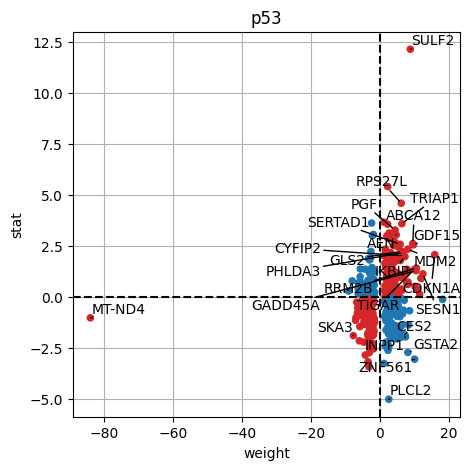 p53
12.5
10.0
7.5
5.0
2.5
0.0
−2.5
−5.0
stat
SULF2
RPS27L
TRIAP1
PGF
ABCA12
SERTAD1
GDF15
AEN
CYFIP2
GLS2
MDM2
PHLDA3
IKBIP
RRM2B
CDKN1A
GADD45A
TIGAR
SESN1
MT-ND4
SKA3
CES2
INPP1
GSTA2
ZNF561
PLCL2
−80
−60
−40
−20
0
20
weight